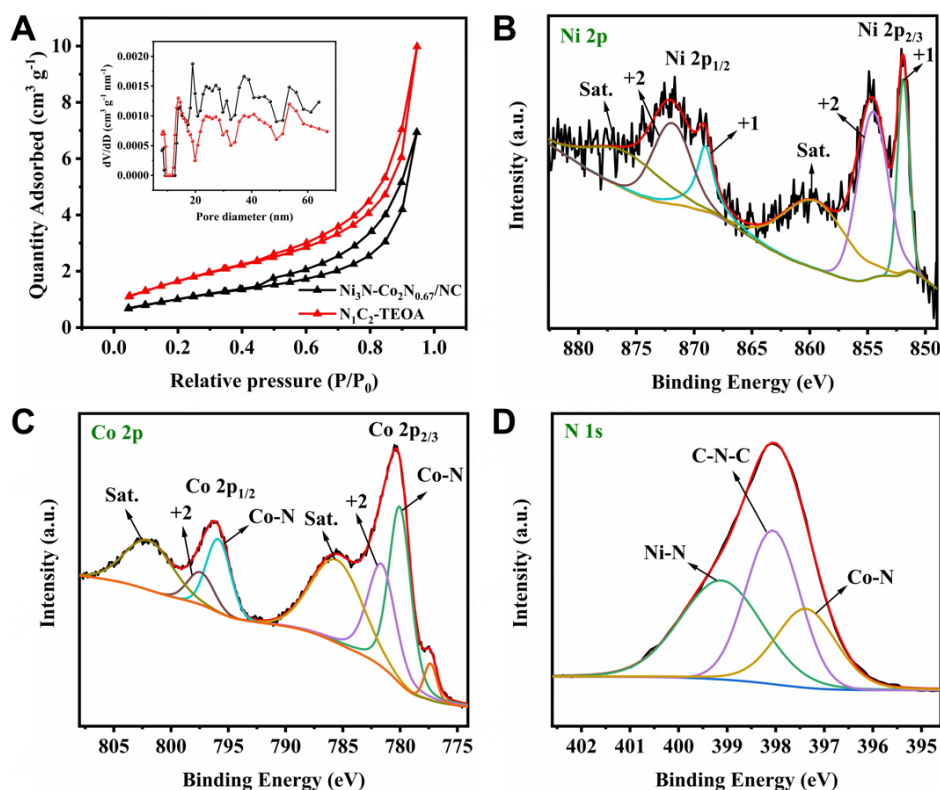 A
Quantity Adsorbed (cm³ g⁻¹)
10
8
6
4
2
0
0.0 0.2 0.4 0.6 0.8 1.0
Relative pressure (P/P₀)
dV/dD (cm³ g⁻¹ nm⁻¹)
0.0020
0.0015
0.0010
0.0005
0.0000
20 40 60
Pore diameter (nm)
Ni₃N-Co₂N₀.₆₇/NC
N₁C₂-TEOA
B
Ni 2p
Ni 2p₁/₂
Ni 2p₂/₃
Sat.
+2
+1
Sat.
+2
+1
Intensity (a.u.)
880 875 870 865 860 855 850
Binding Energy (eV)
C
Co 2p
Co 2p₂/₃
Co 2p₁/₂
Sat.
+2
Co-N
Sat.
+2
Co-N
Intensity (a.u.)
805 800 795 790 785 780 775
Binding Energy (eV)
D
N 1s
C-N-C
Ni-N
Co-N
Intensity (a.u.)
402 401 400 399 398 397 396 395
Binding Energy (eV)